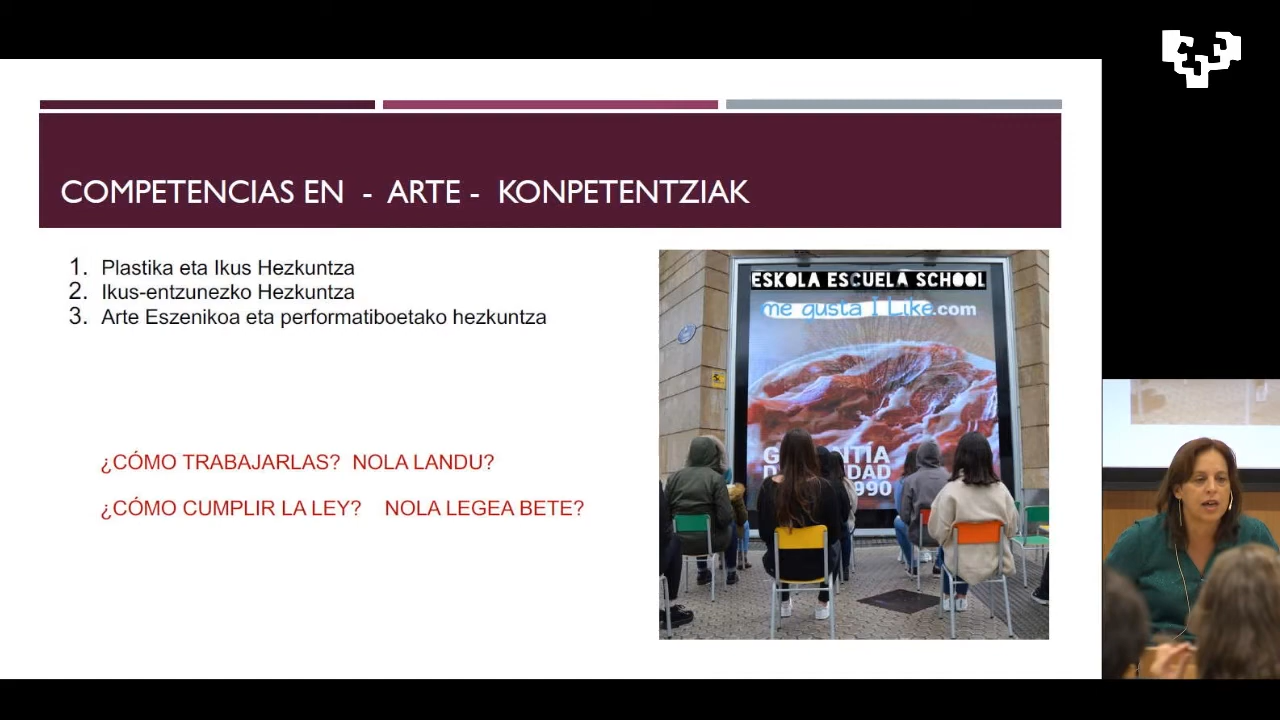 COMPETENCIAS EN - ARTE - KONPETENTZIAK
1. Plastika eta Ikus Hezkuntza
2. Ikus-entzunezko Hezkuntza
3. Arte Eszenikoa eta performatiboetako hezkuntza
¿CÓMO TRABAJARLAS? NOLA LANDU?
¿CÓMO CUMPLIR LA LEY? NOLA LEGEA BETE?
ESKOLA ESCUELA SCHOOL
me gusta I Like.com
990